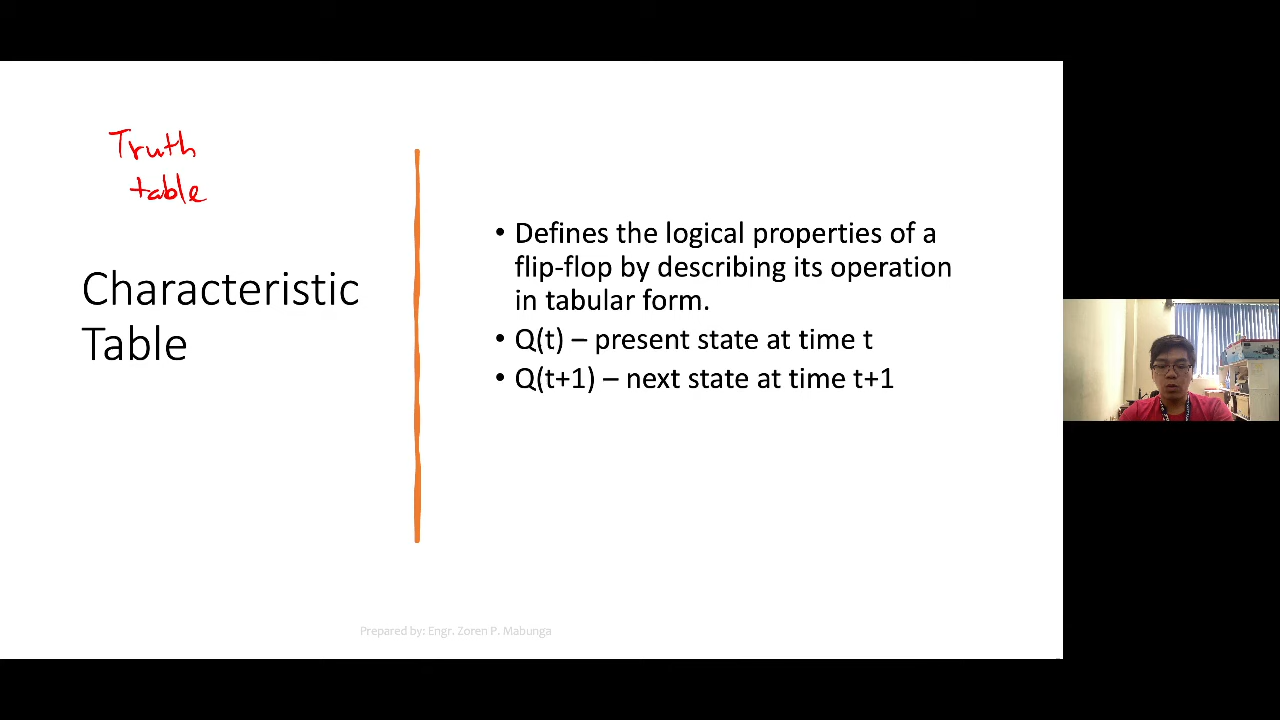 Truth
table
Characteristic
Table
• Defines the logical properties of a
flip-flop by describing its operation
in tabular form.
• Q(t) – present state at time t
• Q(t+1) – next state at time t+1
Prepared by: Engr. Zoren P. Mabunga